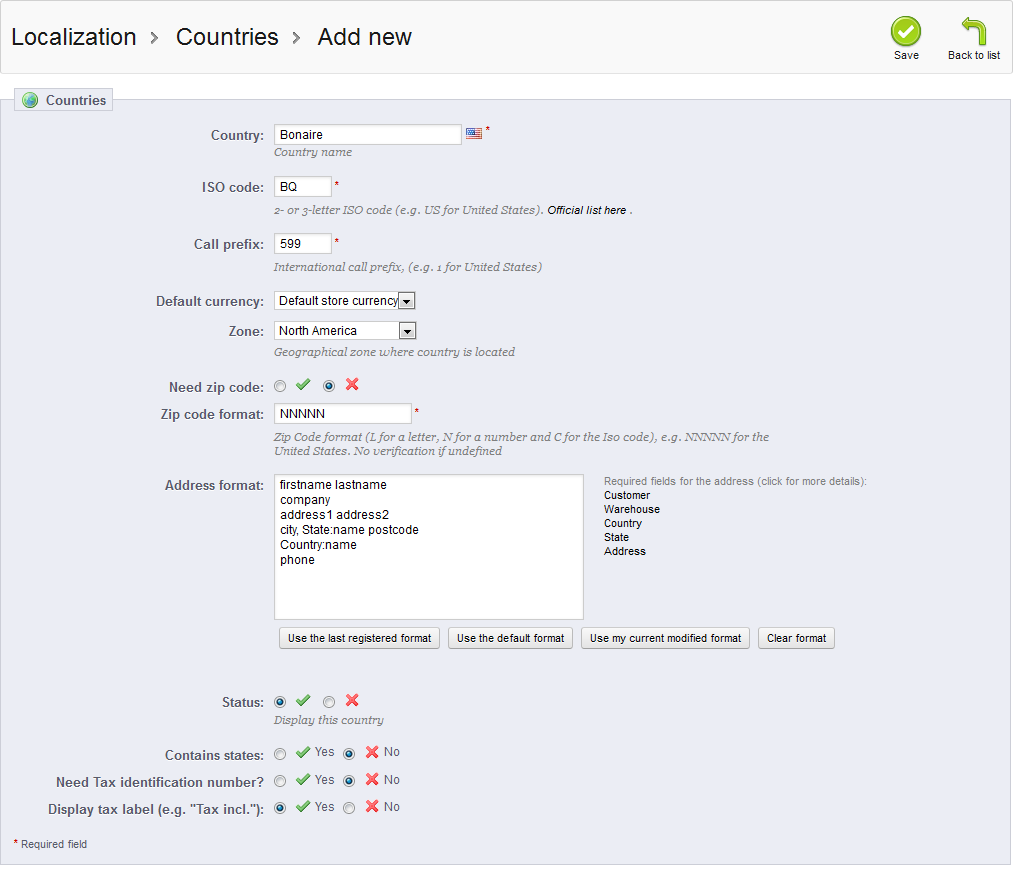 Localization > Countries > Add new
Save
Back to list
Countries
Country: Bonaire *
Country name
ISO code: BQ *
2- or 3-letter ISO code (e.g. US for United States). Official list here .
Call prefix: 599 *
International call prefix, (e.g. 1 for United States)
Default currency: Default store currency
Zone: North America
Geographical zone where country is located
Need zip code:
Zip code format: NNNNN *
Zip Code format (L for a letter, N for a number and C for the Iso code), e.g. NNNNN for the
United States. No verification if undefined
Address format:
firstname lastname
company
address1 address2
city, State:name postcode
Country:name
phone
Required fields for the address (click for more details):
Customer
Warehouse
Country
State
Address
Use the last registered format
Use the default format
Use my current modified format
Clear format
Status:
Display this country
Contains states: Yes No
Need Tax identification number? Yes No
Display tax label (e.g. "Tax incl."): Yes No
* Required field